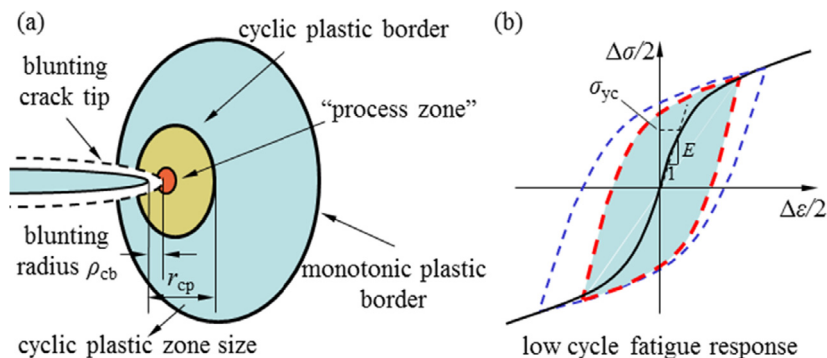 (a)
cyclic plastic border
blunting
crack tip
“process zone”
blunting
radius ρcb
rcp
monotonic plastic
border
cyclic plastic zone size
(b)
Δσ/2
σyc
E
1
Δε/2
low cycle fatigue response